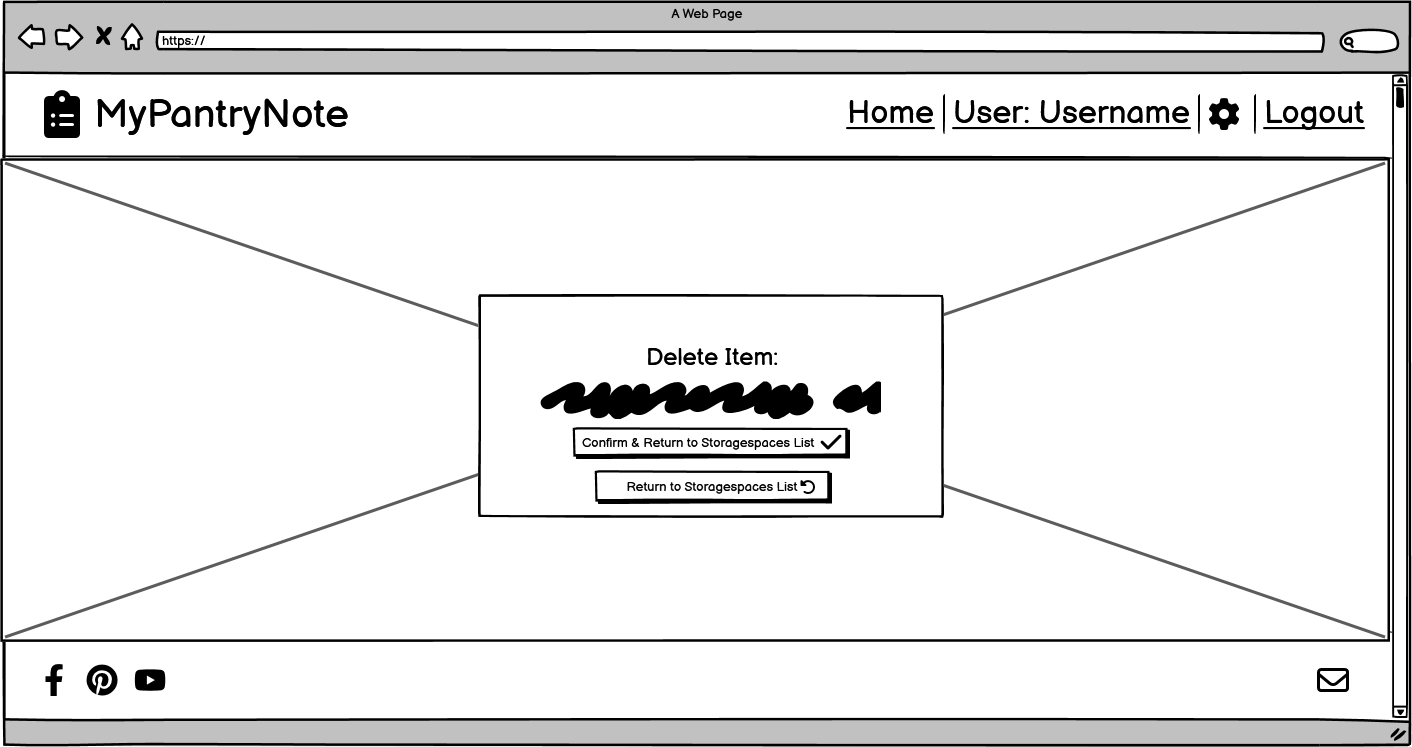 A Web Page
https://
MyPantryNote
Home
User: Username
Logout
Delete Item:
Confirm & Return to Storagespaces List
Return to Storagespaces List